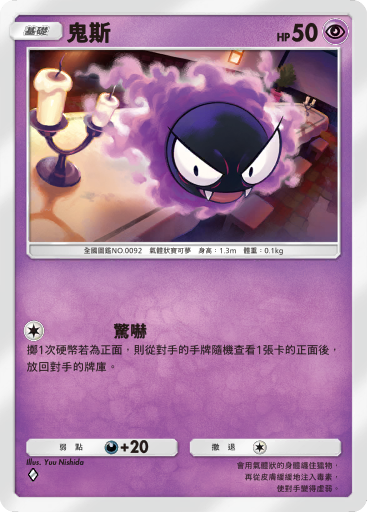 基礎 鬼斯 HP 50
全國圖鑑NO.0092 氣體狀寶可夢 身高：1.3m 體重：0.1kg
驚嚇
擲1次硬幣若為正面，則從對手的手牌隨機查看1張卡的正面後，
放回對手的牌庫。
弱點 +20 撤退
Illus. Yuu Nishida
會用氣體狀的身體纏住獵物，
再從皮膚緩緩地注入毒素，
使對手變得虛弱。